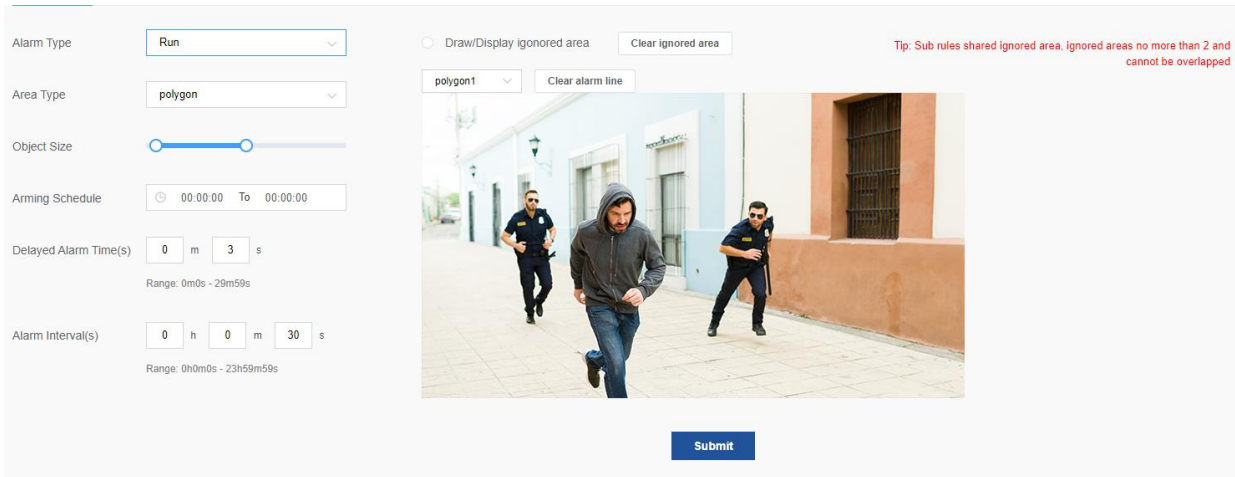 Alarm Type
Run
Area Type
polygon
Object Size
Arming Schedule
00:00:00 To 00:00:00
Delayed Alarm Time(s)
0 m 3 s
Range: 0m0s - 29m59s
Alarm Interval(s)
0 h 0 m 30 s
Range: 0h0m0s - 23h59m59s
Draw/Display igonored area
Clear ignored area
polygon1
Clear alarm line
Tip: Sub rules shared ignored area, ignored areas no more than 2 and
cannot be overlapped
Submit